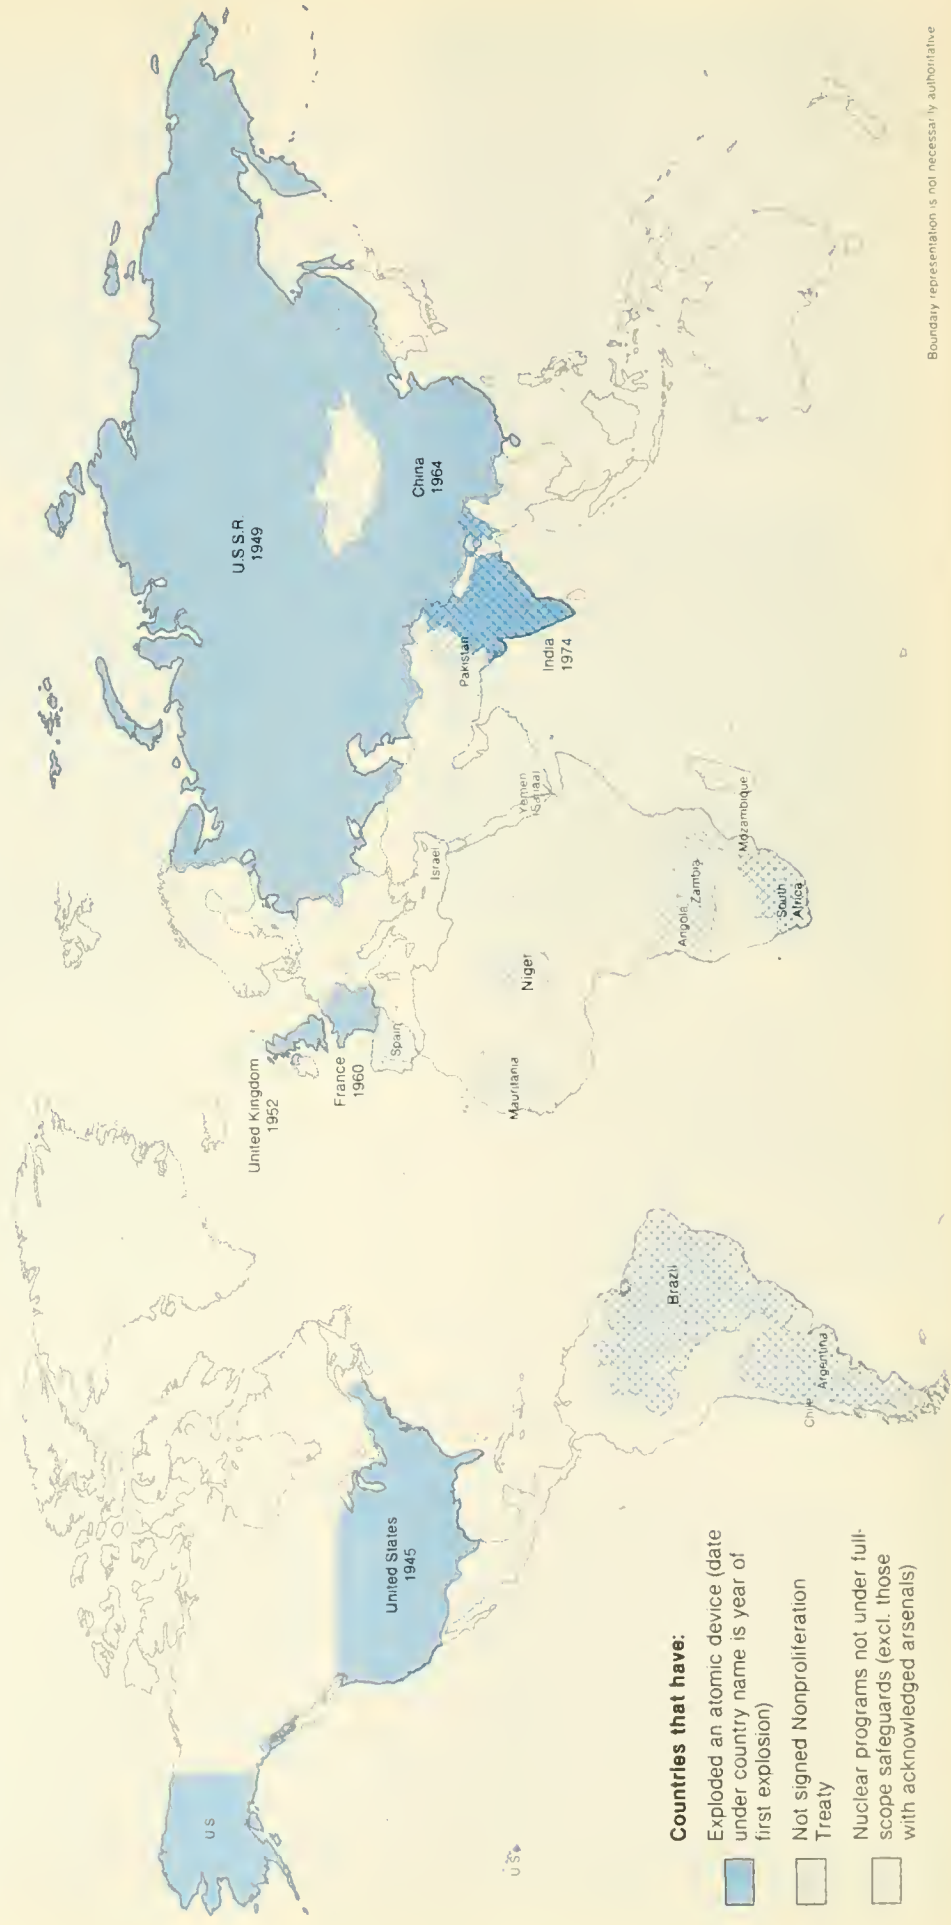 US
United States
1945
US
United Kingdom
1952
France
1960
Spain
U.S.S.R.
1949
China
1964
Pakistan
India
1974
Israel
Yemen
Niger
Mauritania
Angola
Zambia
Mozambique
South
Africa
Brazil
Argentina
Chile
Countries that have:
Exploded an atomic device (date
under country name is year of
first explosion)
Not signed Nonproliferation
Treaty
Nuclear programs not under full-
scope safeguards (excl. those
with acknowledged arsenals)
Boundary representation is not necessarily authoritative